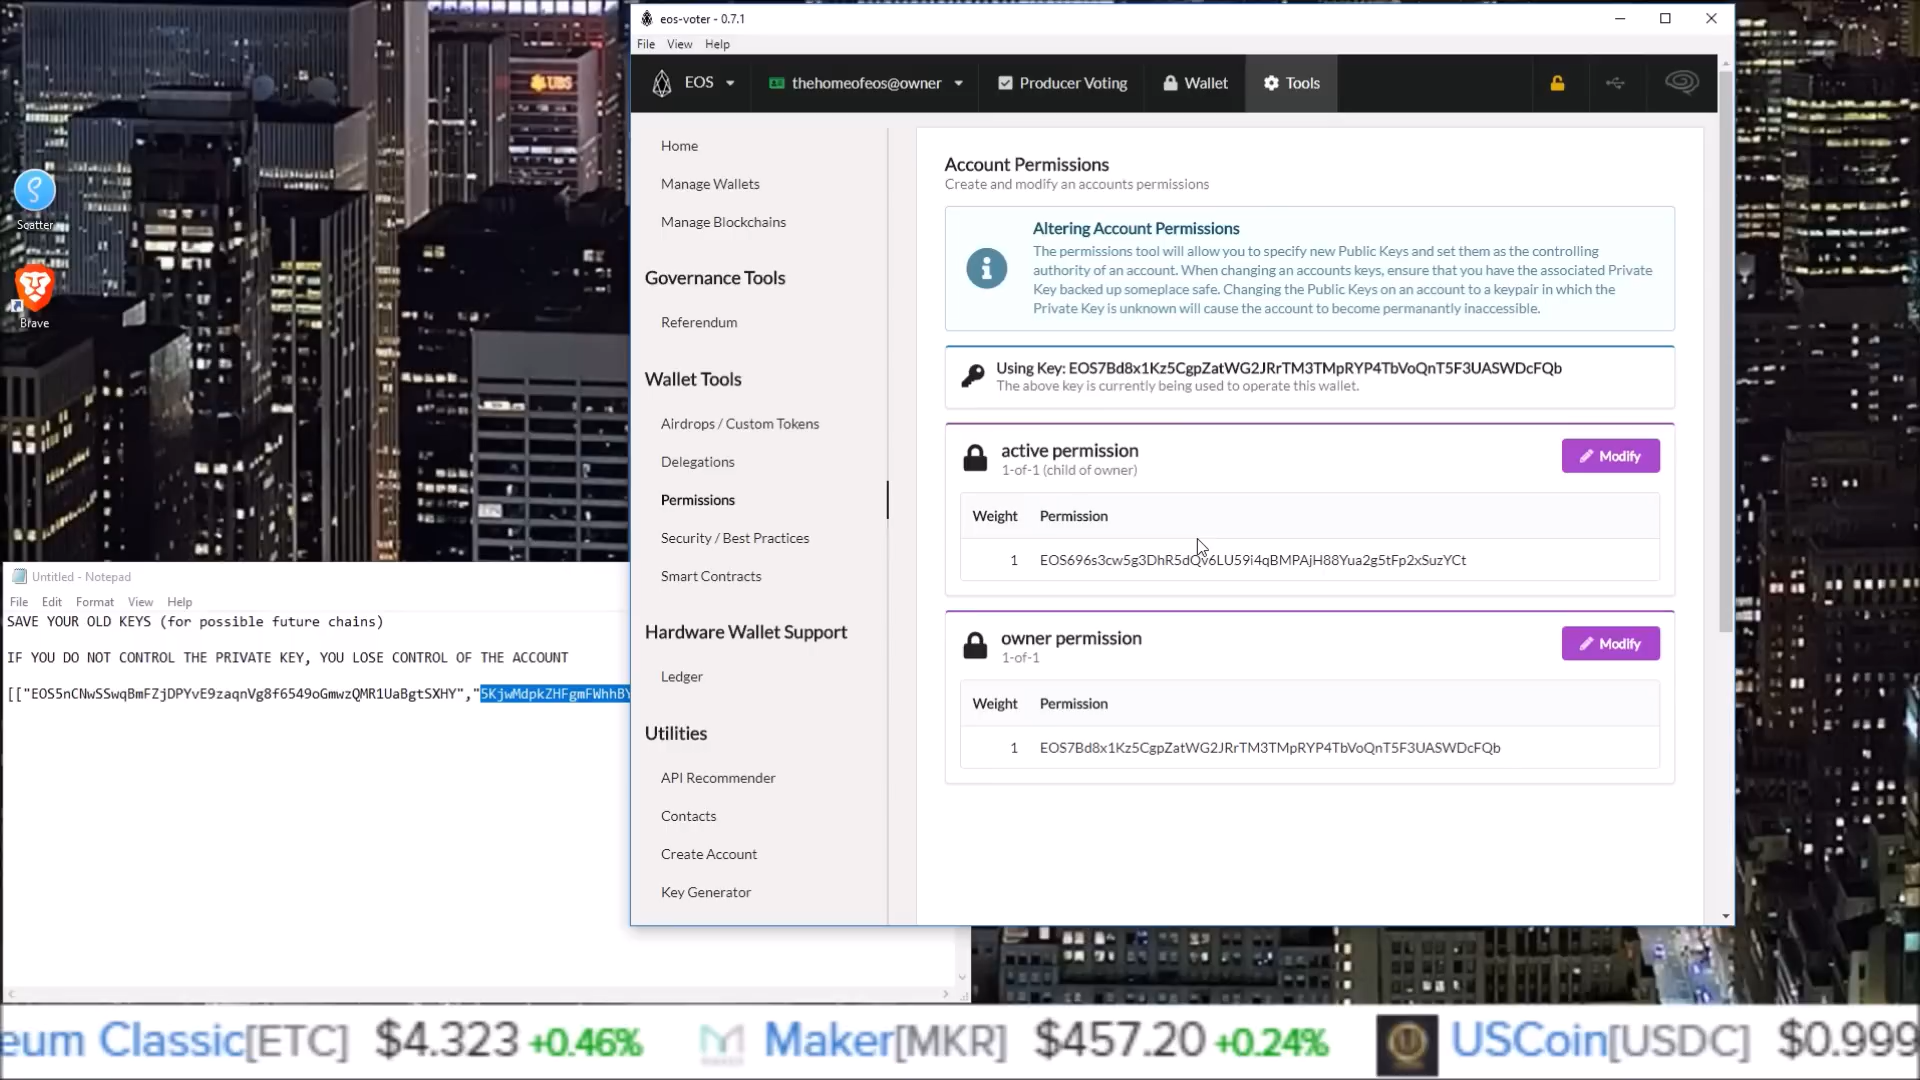 UBS
Scatter
Brave
eos-voter - 0.7.1
File View Help
EOS
thehomeofeos@owner
Producer Voting
Wallet
Tools
Home
Manage Wallets
Manage Blockchains
Governance Tools
Referendum
Wallet Tools
Airdrops / Custom Tokens
Delegations
Permissions
Security / Best Practices
Smart Contracts
Hardware Wallet Support
Ledger
Utilities
API Recommender
Contacts
Create Account
Key Generator
Account Permissions
Create and modify an accounts permissions
Altering Account Permissions
The permissions tool will allow you to specify new Public Keys and set them as the controlling
authority of an account. When changing an accounts keys, ensure that you have the associated Private
Key backed up someplace safe. Changing the Public Keys on an account to a keypair in which the
Private Key is unknown will cause the account to become permanantly inaccessible.
Using Key: EOS7Bd8x1Kz5CgpZatWG2JRrTM3TMpRYP4TbVoQnT5F3UASWDcFQb
The above key is currently being used to operate this wallet.
active permission
1-of-1 (child of owner)
Modify
Weight Permission
1 EOS696s3cw5g3DhR5dQv6LU59i4qBMPAjH88Yua2g5tFp2xSuzYCt
owner permission
1-of-1
Modify
Weight Permission
1 EOS7Bd8x1Kz5CgpZatWG2JRrTM3TMpRYP4TbVoQnT5F3UASWDcFQb
Untitled - Notepad
File Edit Format View Help
SAVE YOUR OLD KEYS (for possible future chains)
IF YOU DO NOT CONTROL THE PRIVATE KEY, YOU LOSE CONTROL OF THE ACCOUNT
[["EOS5nCNwSSwqBmFZjDPYvE9zaqnVg8f6549oGmwzQMR1UaBgtSXHY","5KjwMdpkZHFgmFWhhBY
eum Classic[ETC] $4.323 +0.46% Maker[MKR] $457.20 +0.24% USCoin[USDC] $0.999